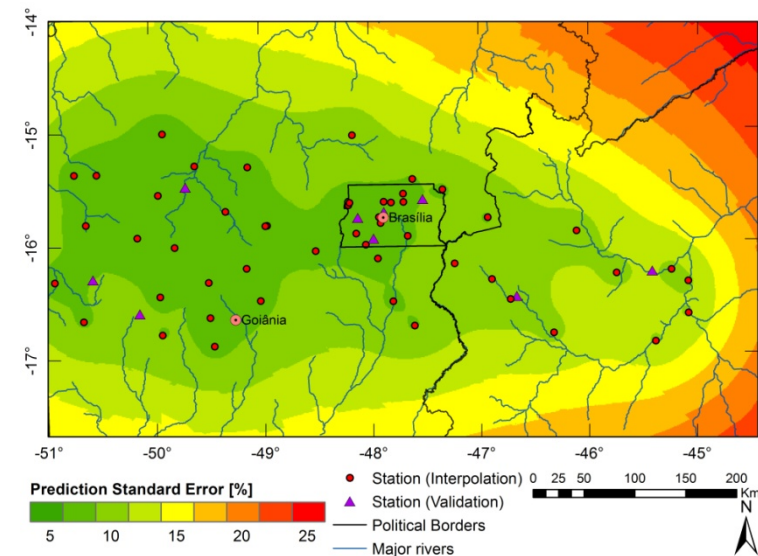 -14°
-15°
-16°
-17°
Brasília
Goiânia
-51°
-50°
-49°
-48°
-47°
-46°
-45°
Prediction Standard Error [%]
5 10 15 20 25
Station (Interpolation)
Station (Validation)
Political Borders
Major rivers
0 25 50 100 150 200
Km
N